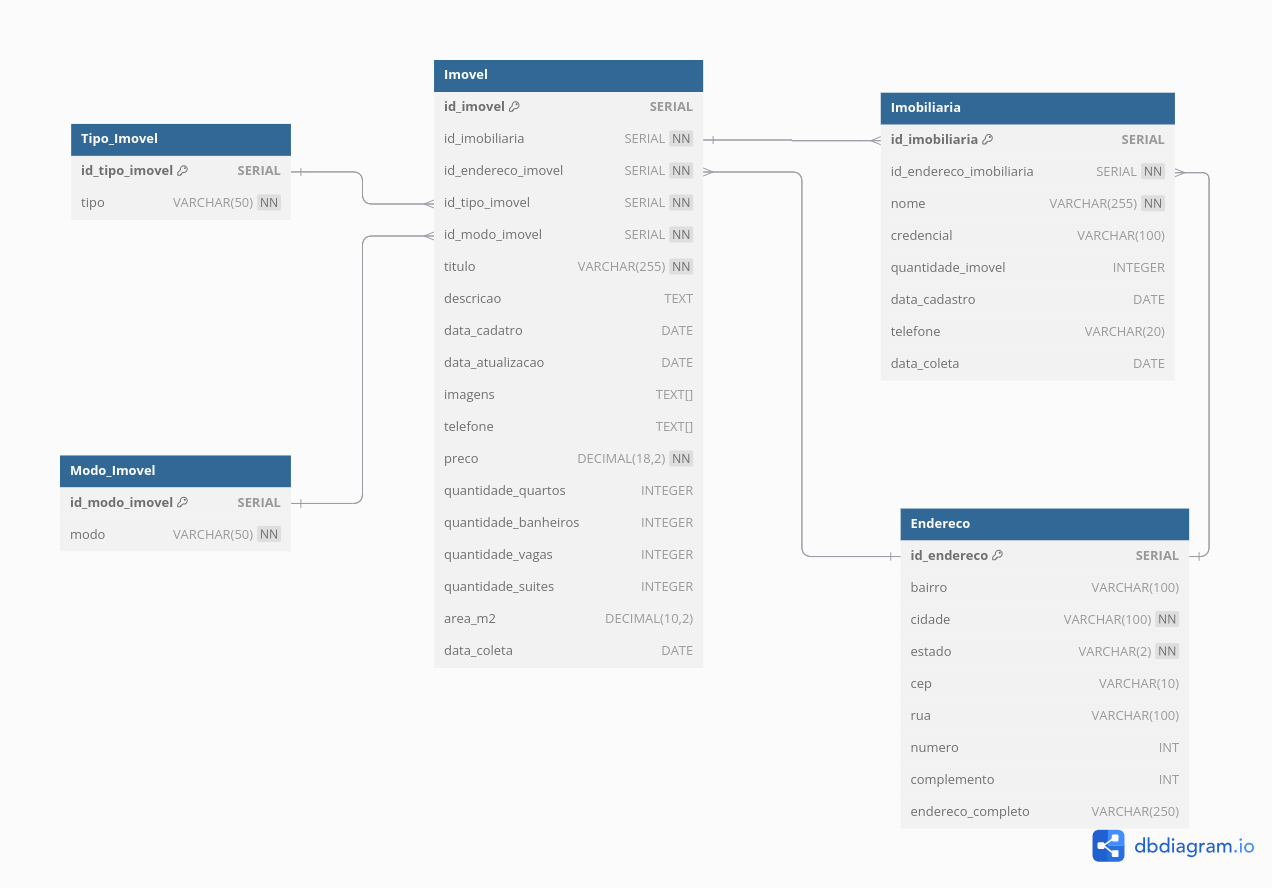 Tipo_Imovel
id_tipo_imovel SERIAL
tipo VARCHAR(50) NN
Modo_Imovel
id_modo_imovel SERIAL
modo VARCHAR(50) NN
Imovel
id_imovel SERIAL
id_imobiliaria SERIAL NN
id_endereco_imovel SERIAL NN
id_tipo_imovel SERIAL NN
id_modo_imovel SERIAL NN
titulo VARCHAR(255) NN
descricao TEXT
data_cadatro DATE
data_atualizacao DATE
imagens TEXT[]
telefone TEXT[]
preco DECIMAL(18,2) NN
quantidade_quartos INTEGER
quantidade_banheiros INTEGER
quantidade_vagas INTEGER
quantidade_suites INTEGER
area_m2 DECIMAL(10,2)
data_coleta DATE
Imobiliaria
id_imobiliaria SERIAL
id_endereco_imobiliaria SERIAL NN
nome VARCHAR(255) NN
credencial VARCHAR(100)
quantidade_imovel INTEGER
data_cadastro DATE
telefone VARCHAR(20)
data_coleta DATE
Endereco
id_endereco SERIAL
bairro VARCHAR(100)
cidade VARCHAR(100) NN
estado VARCHAR(2) NN
cep VARCHAR(10)
rua VARCHAR(100)
numero INT
complemento INT
endereco_completo VARCHAR(250)
dbdiagram.io